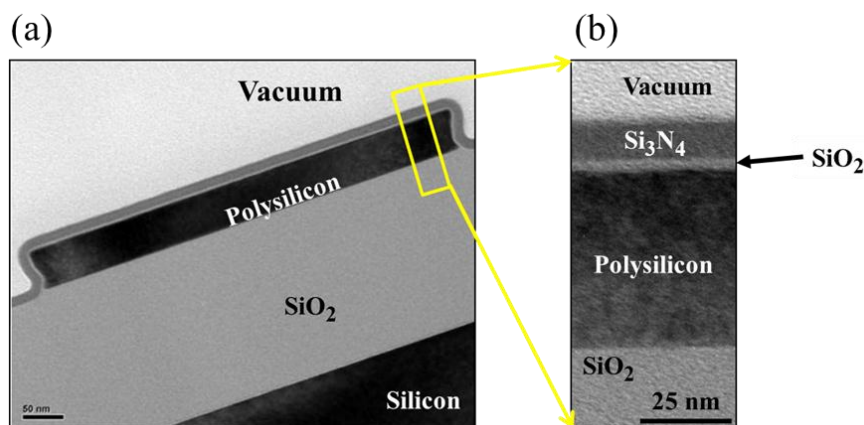 (a)
Vacuum
Polysilicon
SiO2
Silicon
50 nm
(b)
Vacuum
Si3N4
SiO2
Polysilicon
SiO2
25 nm